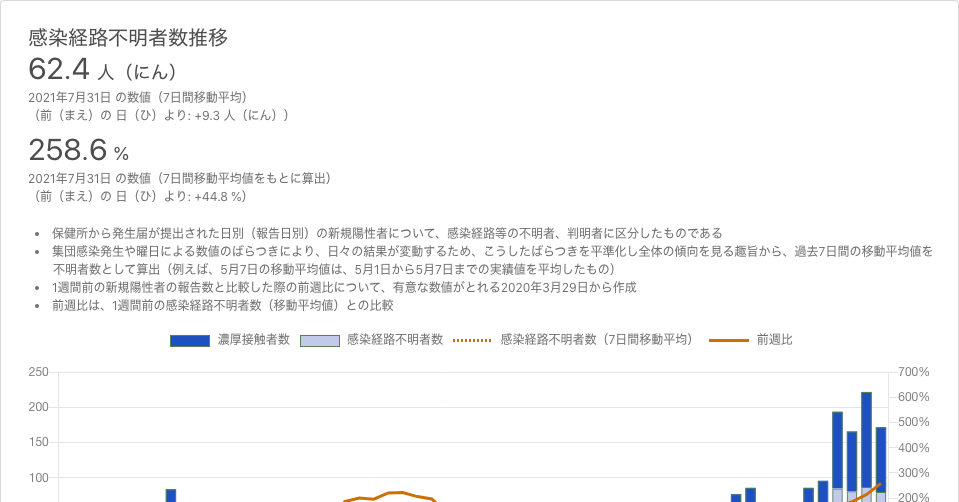 感染経路不明者数推移
62.4 人（にん）
2021年7月31日 の数値（7日間移動平均）
（前（まえ）の 日（ひ）より: +9.3 人（にん））
258.6 %
2021年7月31日 の数値（7日間移動平均値をもとに算出）
（前（まえ）の 日（ひ）より: +44.8 %）
• 保健所から発生届が提出された日別（報告日別）の新規陽性者について、感染経路等の不明者、判明者に区分したものである
• 集団感染発生や曜日による数値のばらつきにより、日々の結果が変動するため、こうしたばらつきを平準化し全体の傾向を見る趣旨から、過去7日間の移動平均値を
不明者数として算出（例えば、5月7日の移動平均値は、5月1日から5月7日までの実績値を平均したもの）
• 1週間前の新規陽性者の報告数と比較した際の前週比について、有意な数値がとれる2020年3月29日から作成
• 前週比は、1週間前の感染経路不明者数（移動平均値）との比較
濃厚接触者数 感染経路不明者数 感染経路不明者数（7日間移動平均） 前週比
250 700%
600%
200
500%
150
400%
300%
100
200%